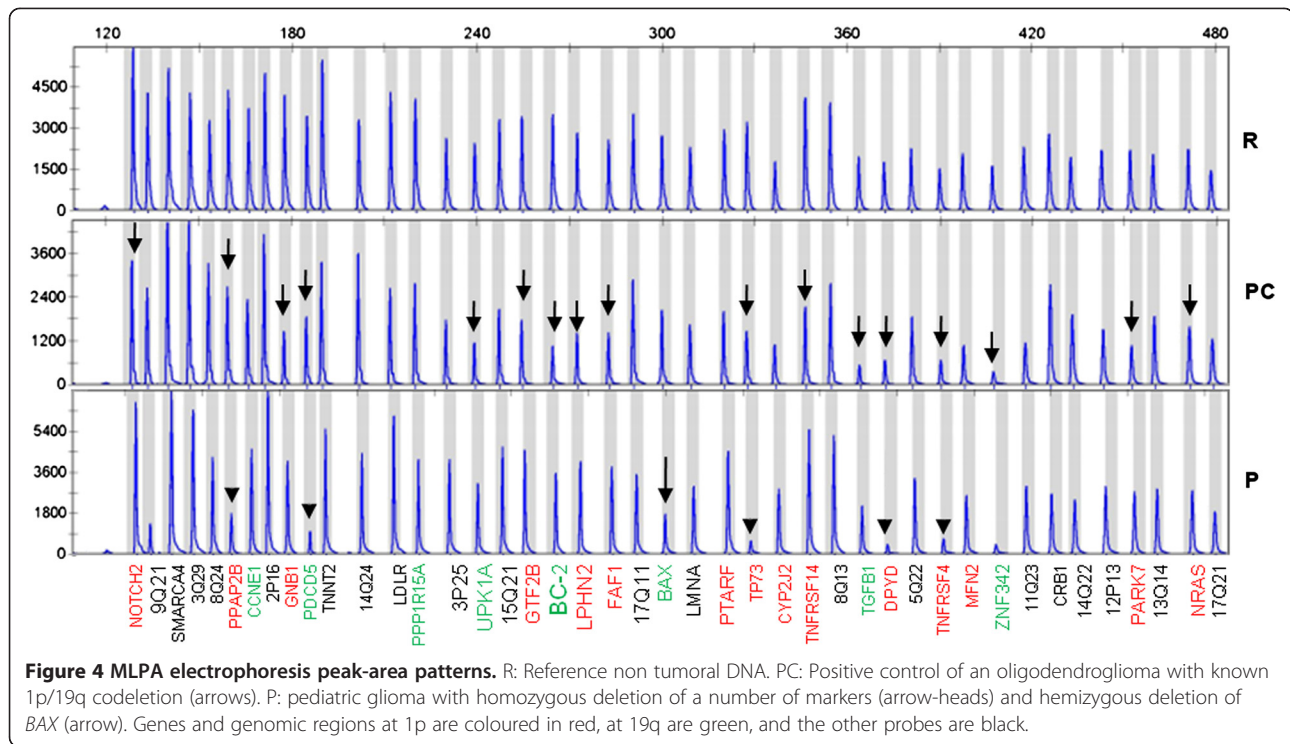 120 180 240 300 360 420 480
4500
3000
1500
0
R
3600
2400
1200
0
PC
5400
3600
1800
0
P
NOTCH2
9Q21
SMARCA4
3Q29
8Q24
PPAP2B
CCNE1
2P16
GNB1
PDCD5
TNNT2
14Q24
LDLR
PPP1R15A
3P25
UPK1A
15Q21
GTF2B
BC-2
LPHN2
FAF1
17Q11
BAX
LMNA
PTARF
TP73
CYP2J2
TNFRSF14
8Q13
TGFB1
DPYD
5Q22
TNFRSF4
MFN2
ZNF342
11Q23
CRB1
14Q22
12P13
PARK7
13Q14
NRAS
17Q21
Figure 4 MLPA electrophoresis peak-area patterns. R: Reference non tumoral DNA. PC: Positive control of an oligodendroglioma with known
1p/19q codeletion (arrows). P: pediatric glioma with homozygous deletion of a number of markers (arrow-heads) and hemizygous deletion of
BAX (arrow). Genes and genomic regions at 1p are coloured in red, at 19q are green, and the other probes are black.